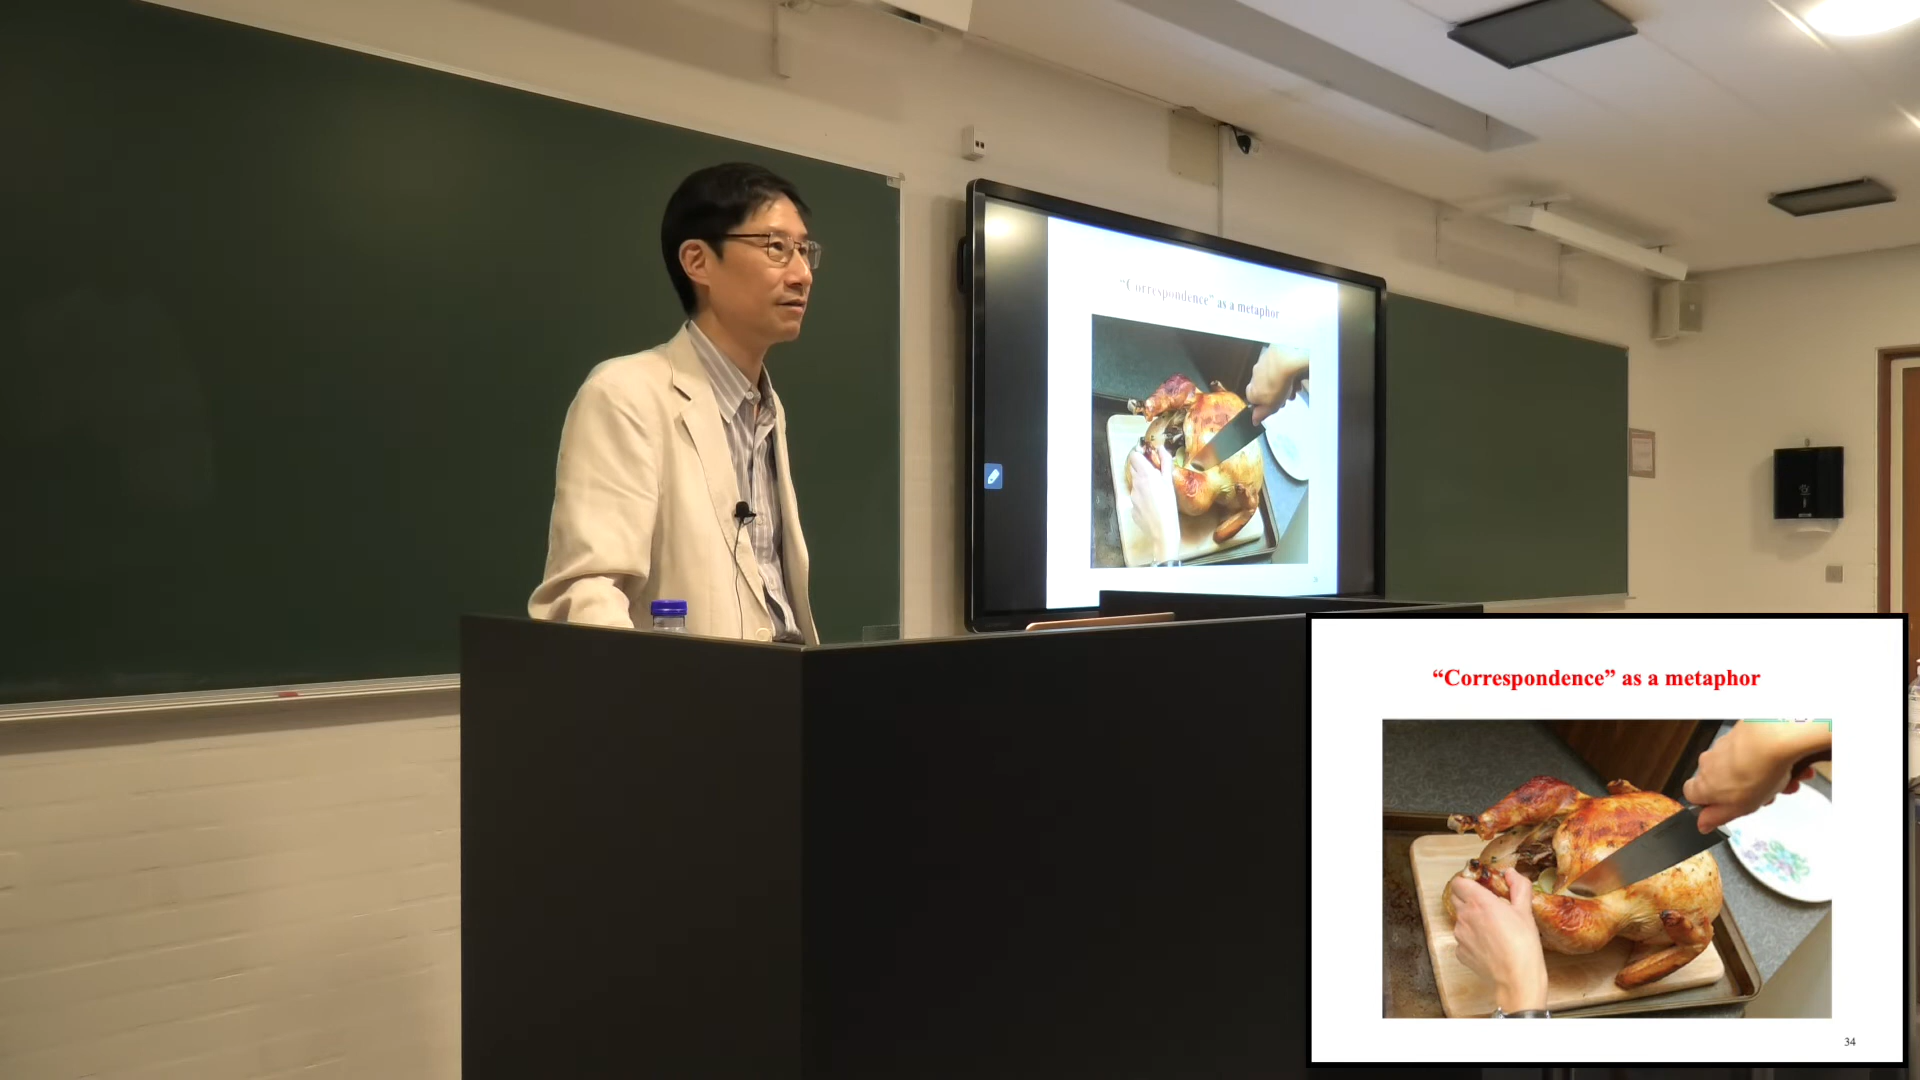 “Correspondence” as a metaphor
“Correspondence” as a metaphor
34